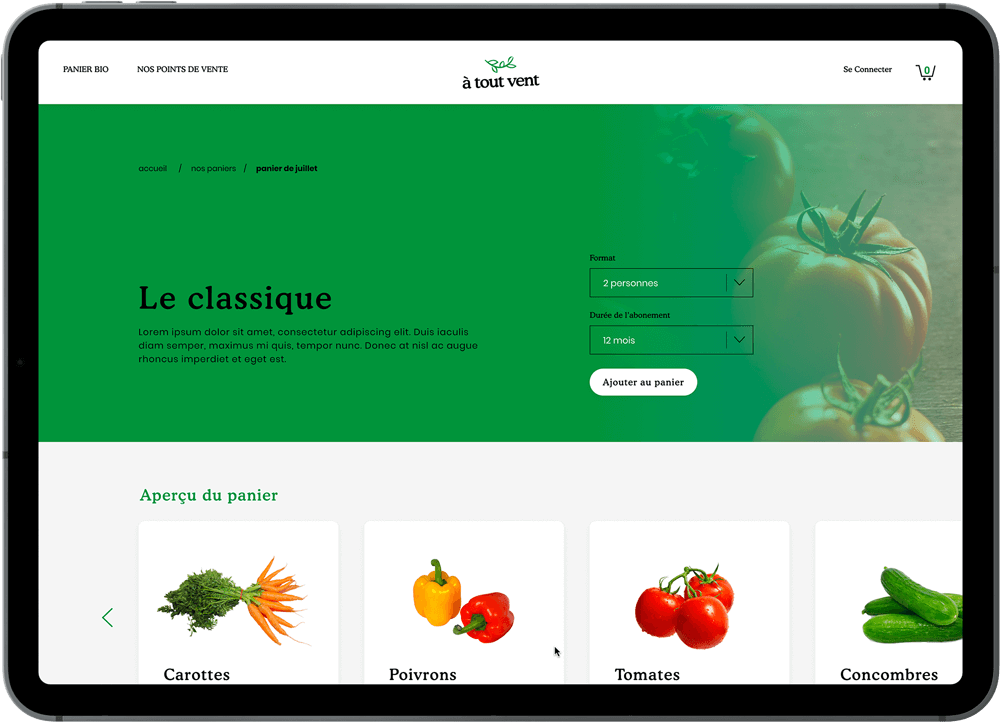 PANIER BIO
NOS POINTS DE VENTE
à tout vent
Se Connecter
0
accueil / nos paniers / panier de juillet
Le classique
Lorem ipsum dolor sit amet, consectetur adipiscing elit. Duis iaculis
diam semper, maximus mi quis, tempor nunc. Donec at nisl ac augue
rhoncus imperdiet et eget est.
Format
2 personnes
Durée de l'abonement
12 mois
Ajouter au panier
Aperçu du panier
Carottes
Poivrons
Tomates
Concombres